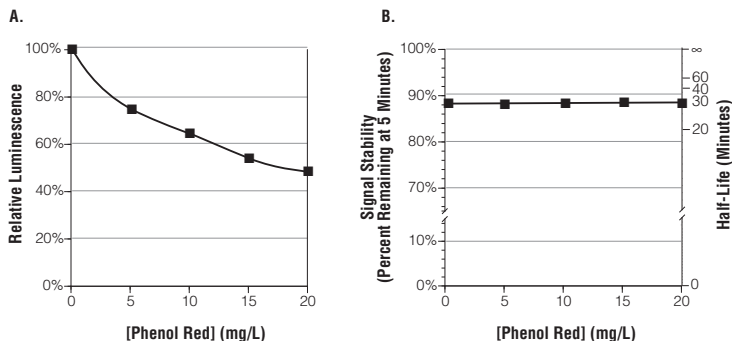 A.
100%
80%
60%
40%
20%
0%
Relative Luminescence
0 5 10 15 20
[Phenol Red] (mg/L)
B.
100%
90%
80%
70%
10%
0%
Signal Stability
(Percent Remaining at 5 Minutes)
∞
60
40
30
20
0
Half-Life (Minutes)
0 5 10 15 20
[Phenol Red] (mg/L)